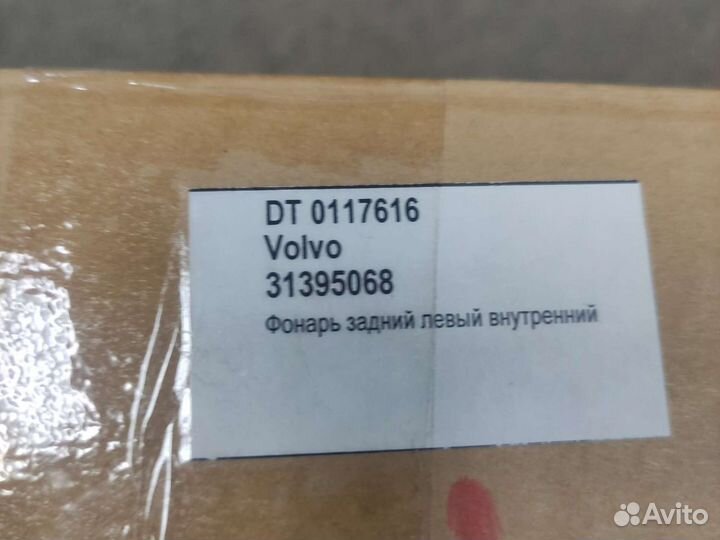 DT 0117616
Volvo
31395068
Фонарь задний левый внутренний
Avito